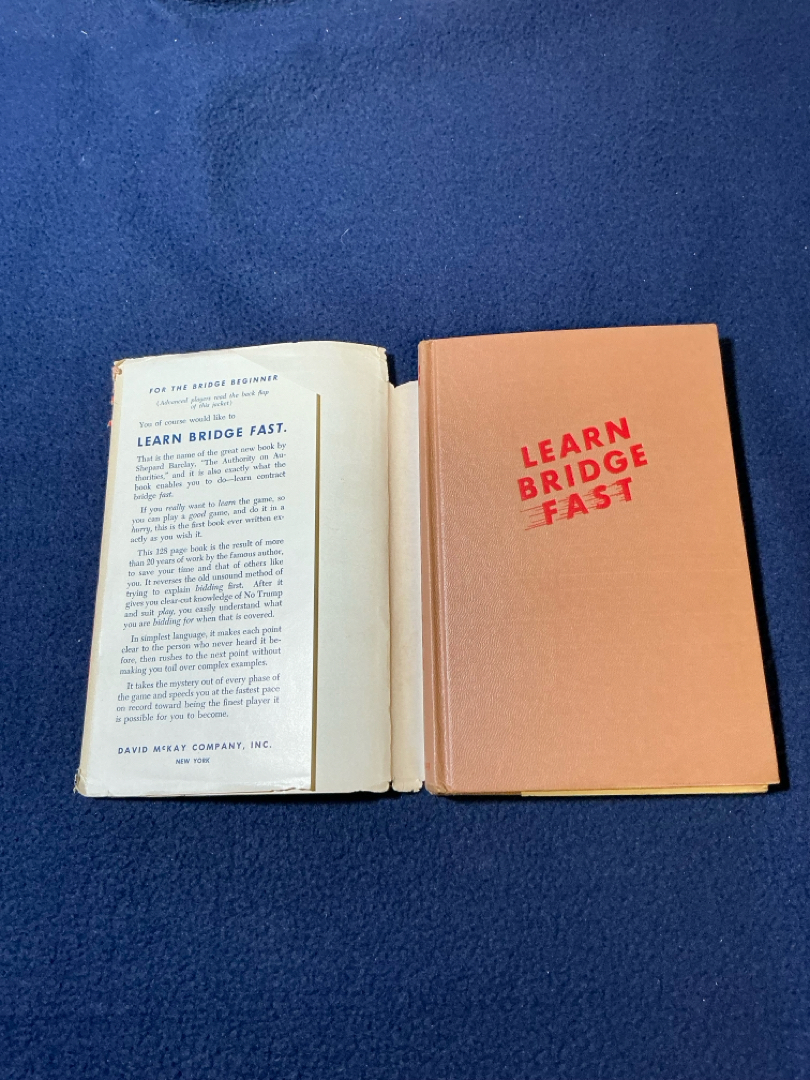 FOR THE BRIDGE BEGINNER
(Advanced players read the back flap
of this jacket)
You of course would like to
LEARN BRIDGE FAST.
That is the name of the great new book by
Shepard Barclay, "The Authority on Au-
thorities," and it is also exactly what the
book enables you to do—learn contract
bridge fast.
If you really want to learn the game, so
you can play a good game, and do it in a
hurry, this is the first book ever written ex-
actly as you wish it.
This 128 page book is the result of more
than 20 years of work by the famous author,
to save your time and that of others like
you. It reverses the old unsound method of
trying to explain bidding first. After it
gives you clear-cut knowledge of No Trump
and suit play, you easily understand what
you are bidding for when that is covered.
In simplest language, it makes each point
clear to the person who never heard it be-
fore, then rushes to the next point without
making you toil over complex examples.
It takes the mystery out of every phase of
the game and speeds you at the fastest pace
on record toward being the finest player it
is possible for you to become.
DAVID McKAY COMPANY, INC.
NEW YORK
LEARN
BRIDGE
FAST